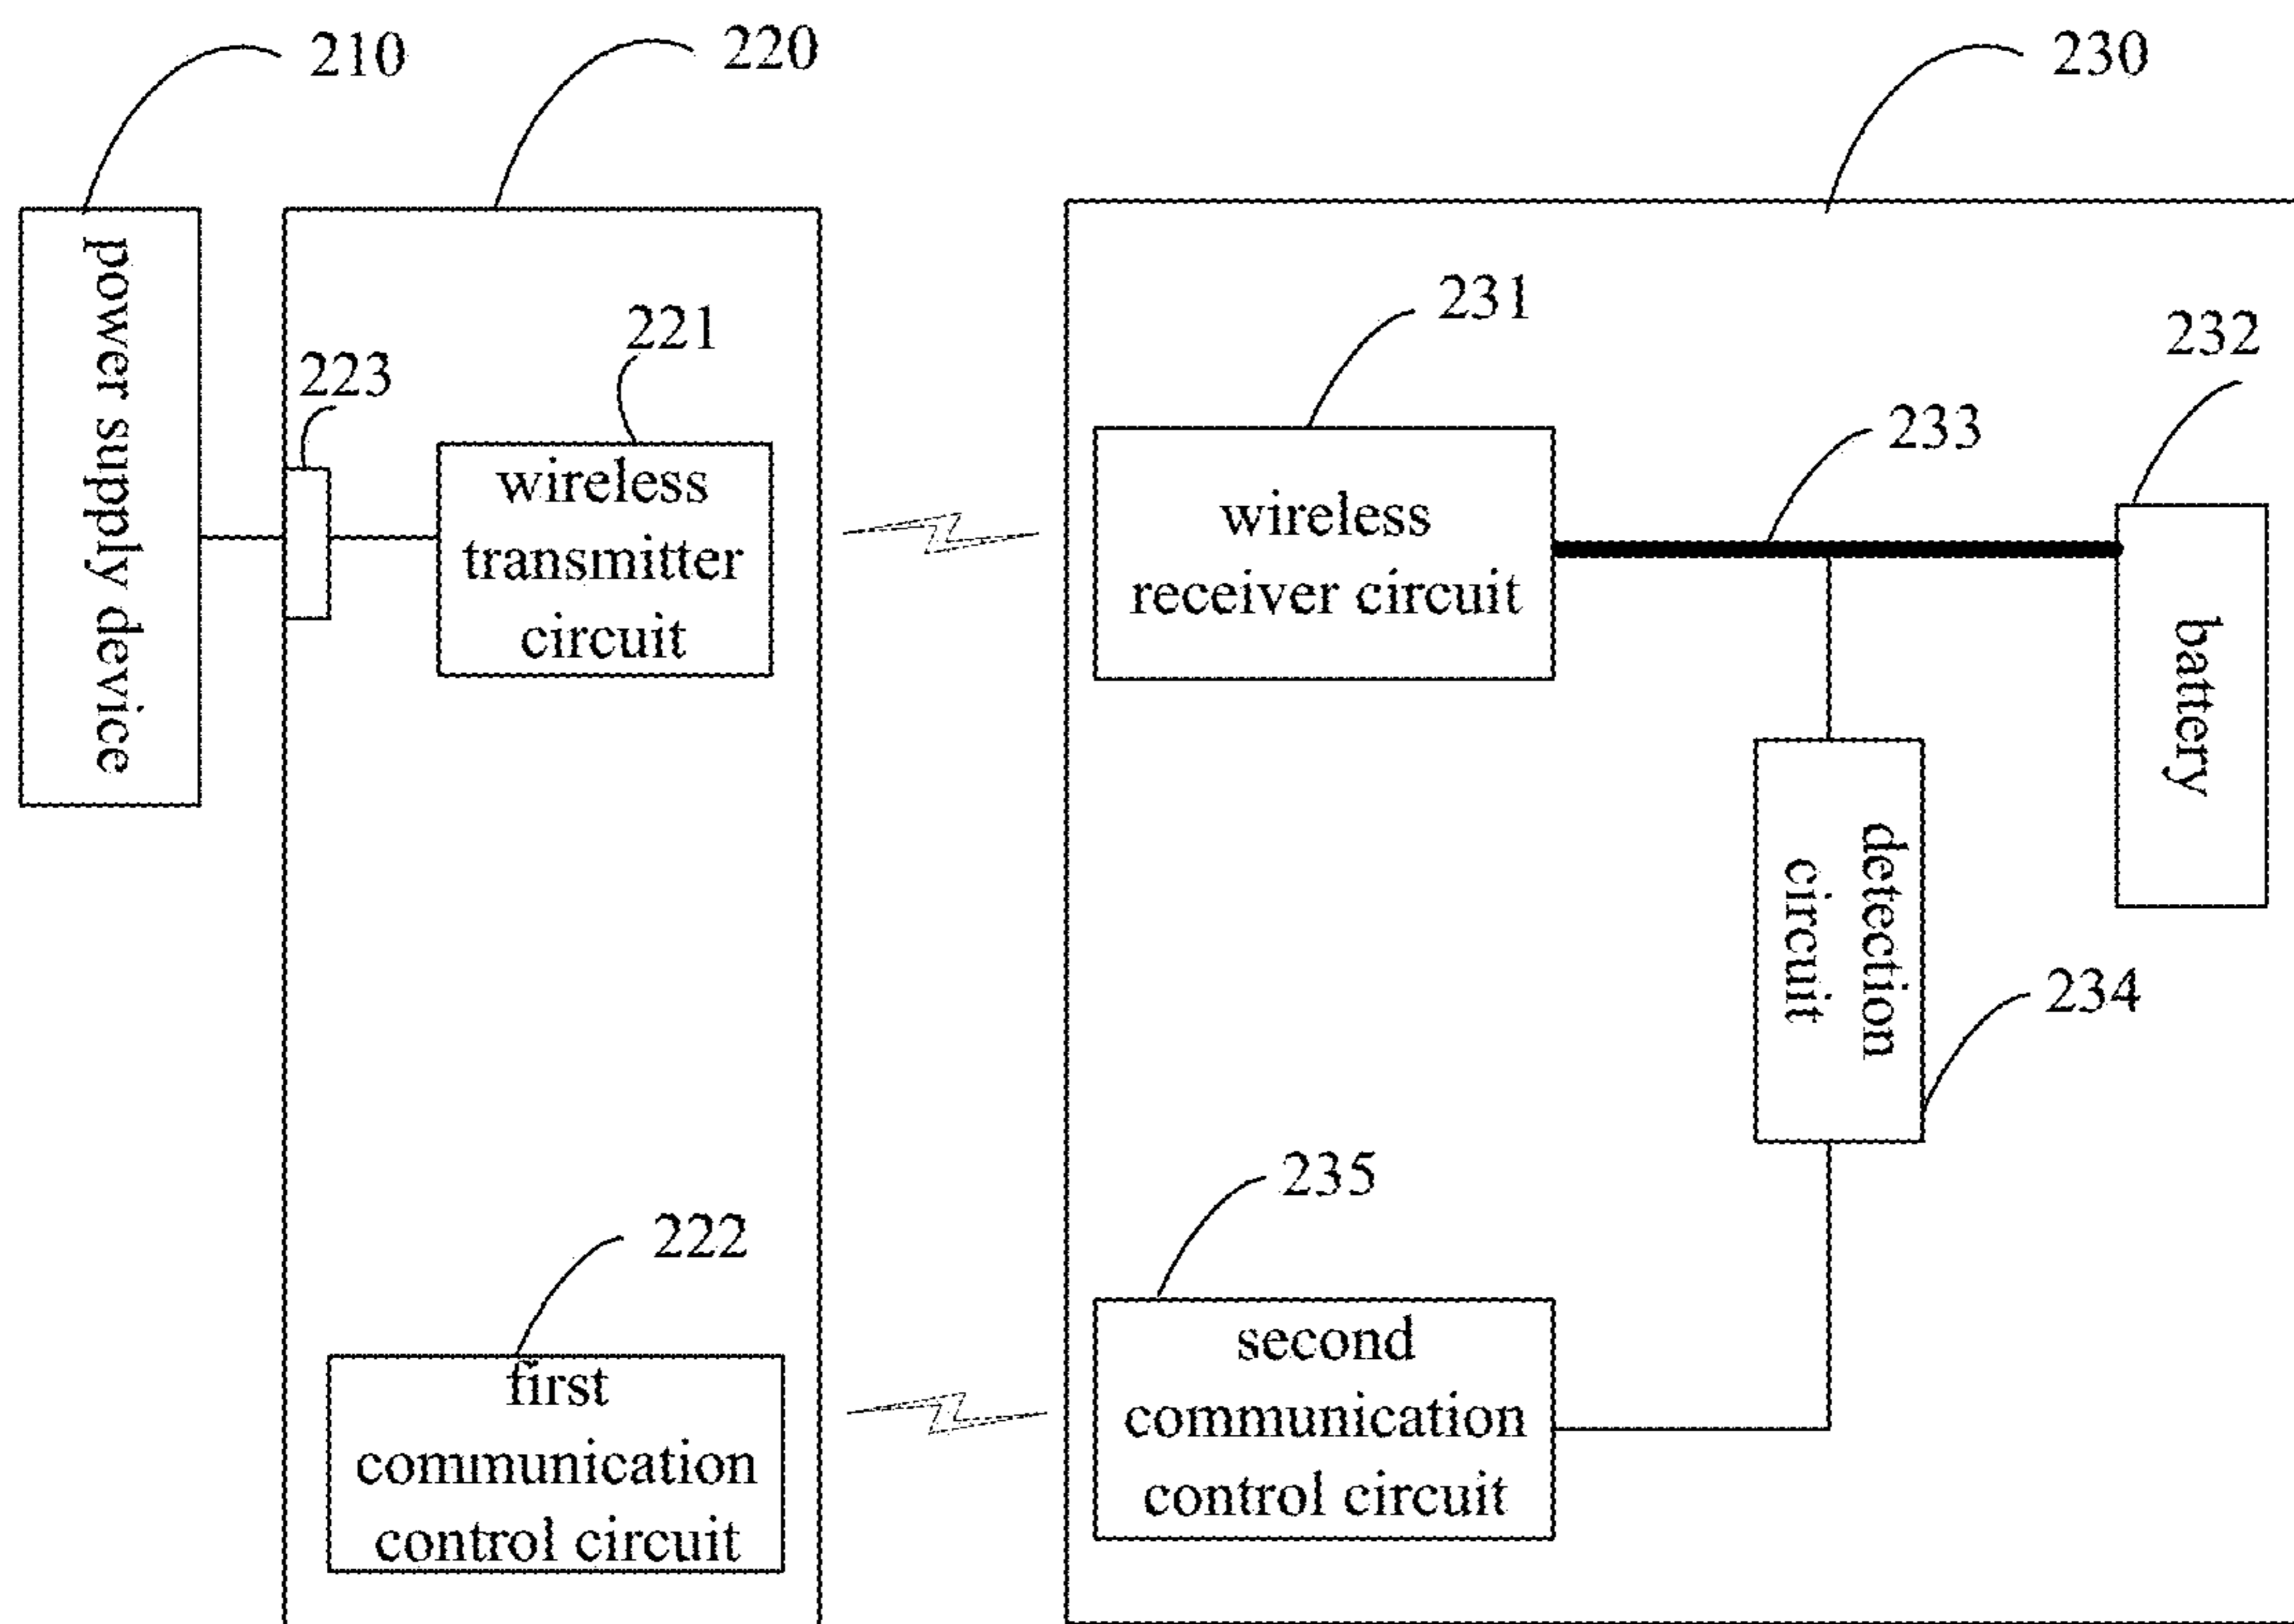 210
220
230
power supply device
223
221
wireless
transmitter
circuit
222
first
communication
control circuit
231
wireless
receiver circuit
233
232
battery
detection
circuit
234
235
second
communication
control circuit